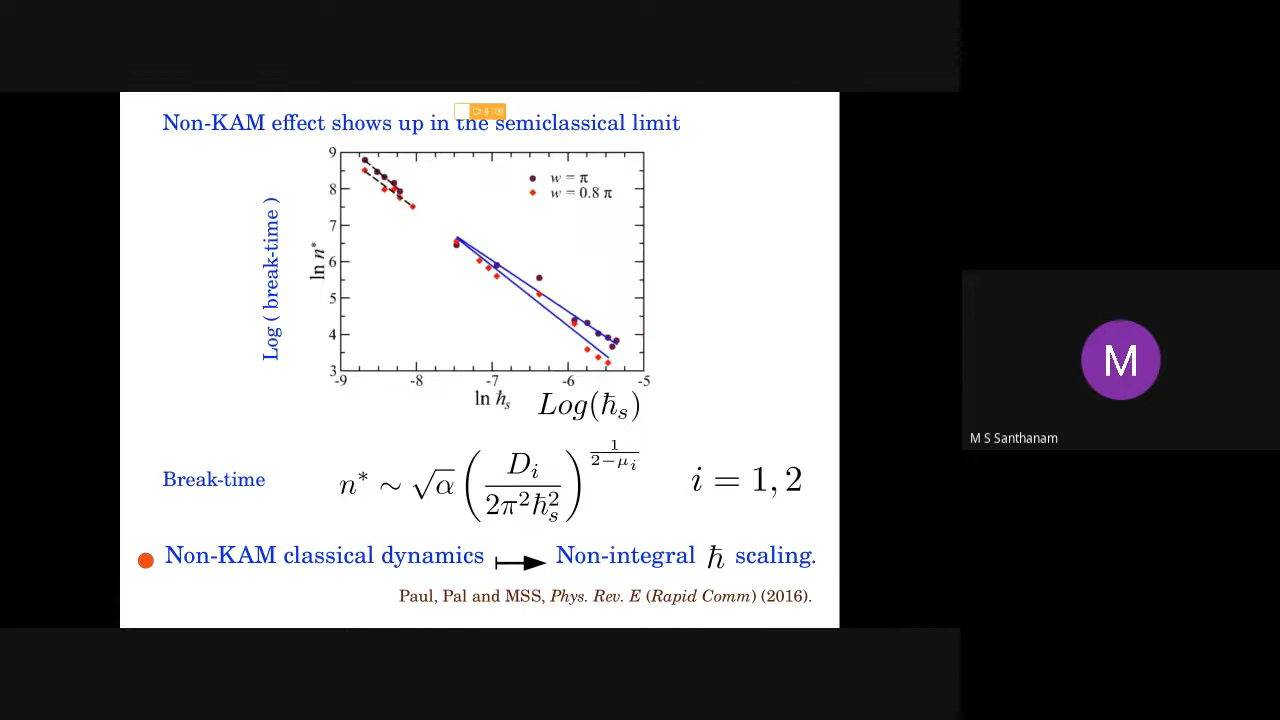 Non-KAM effect shows up in the semiclassical limit
9
8
7
6
5
4
3
-9
-8
-7
-6
-5
w = π
w = 0.8 π
Log ( break-time )
ln n*
ln ℏₛ
Log(ℏₛ)
Break-time n* ∼ √α (Dᵢ / 2π²ℏₛ²)^(1/(2−μᵢ)) i = 1, 2
Non-KAM classical dynamics ⟼ Non-integral ℏ scaling.
Paul, Pal and MSS, Phys. Rev. E (Rapid Comm) (2016).
M
M S Santhanam